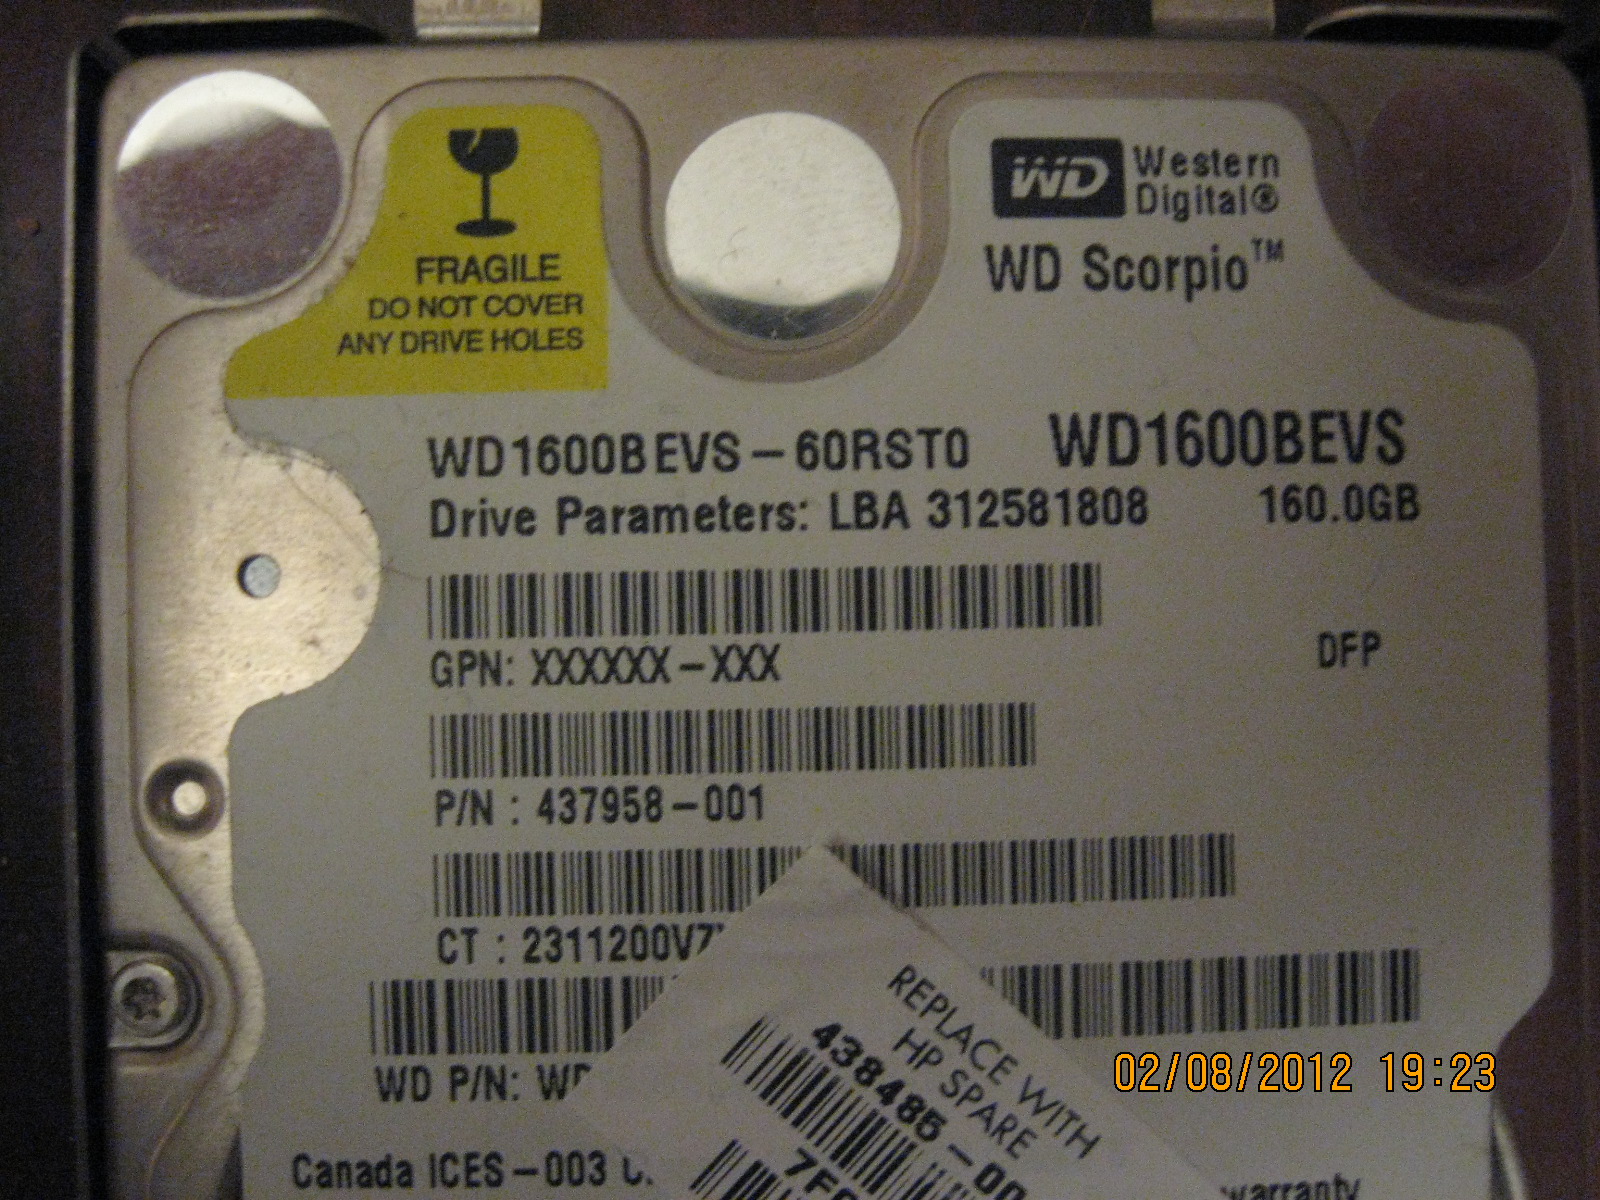 FRAGILE
DO NOT COVER
ANY DRIVE HOLES
WD Western
Digital®
WD Scorpio™
WD1600BEVS-60RST0 WD1600BEVS
Drive Parameters: LBA 312581808 160.0GB
GPN: XXXXXX-XXX DFP
P/N : 437958-001
CT : 2311200V7
WD P/N: W
REPLACE WITH
HP SPARE
438485-00
Canada ICES-003
warranty
02/08/2012 19:23